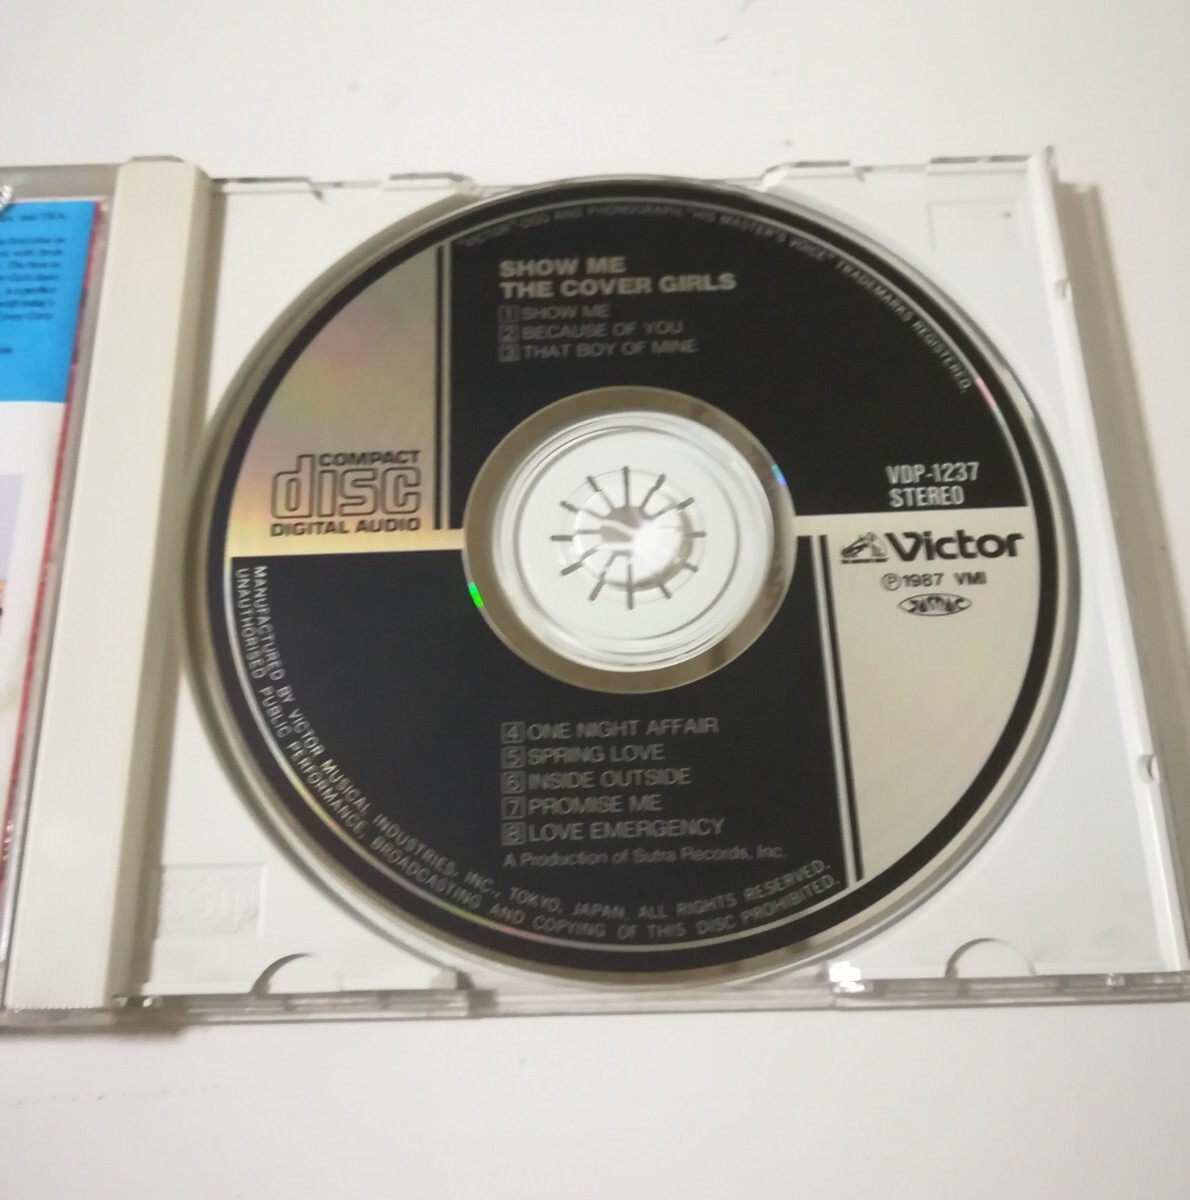 "VICTOR" DOG AND PHONOGRAPH "HIS MASTER'S VOICE" TRADEMARKS REGISTERED.
SHOW ME
THE COVER GIRLS
1 SHOW ME
2 BECAUSE OF YOU
3 THAT BOY OF MINE
COMPACT
disc
DIGITAL AUDIO
VDP-1237
STEREO
Victor
Ⓟ1987 VMI
JASRAC
4 ONE NIGHT AFFAIR
5 SPRING LOVE
6 INSIDE OUTSIDE
7 PROMISE ME
8 LOVE EMERGENCY
A Production of Sutra Records, Inc.
MANUFACTURED BY VICTOR MUSICAL INDUSTRIES, INC., TOKYO, JAPAN. ALL RIGHTS RESERVED.
UNAUTHORISED PUBLIC PERFORMANCE, BROADCASTING AND COPYING OF THIS DISC PROHIBITED.